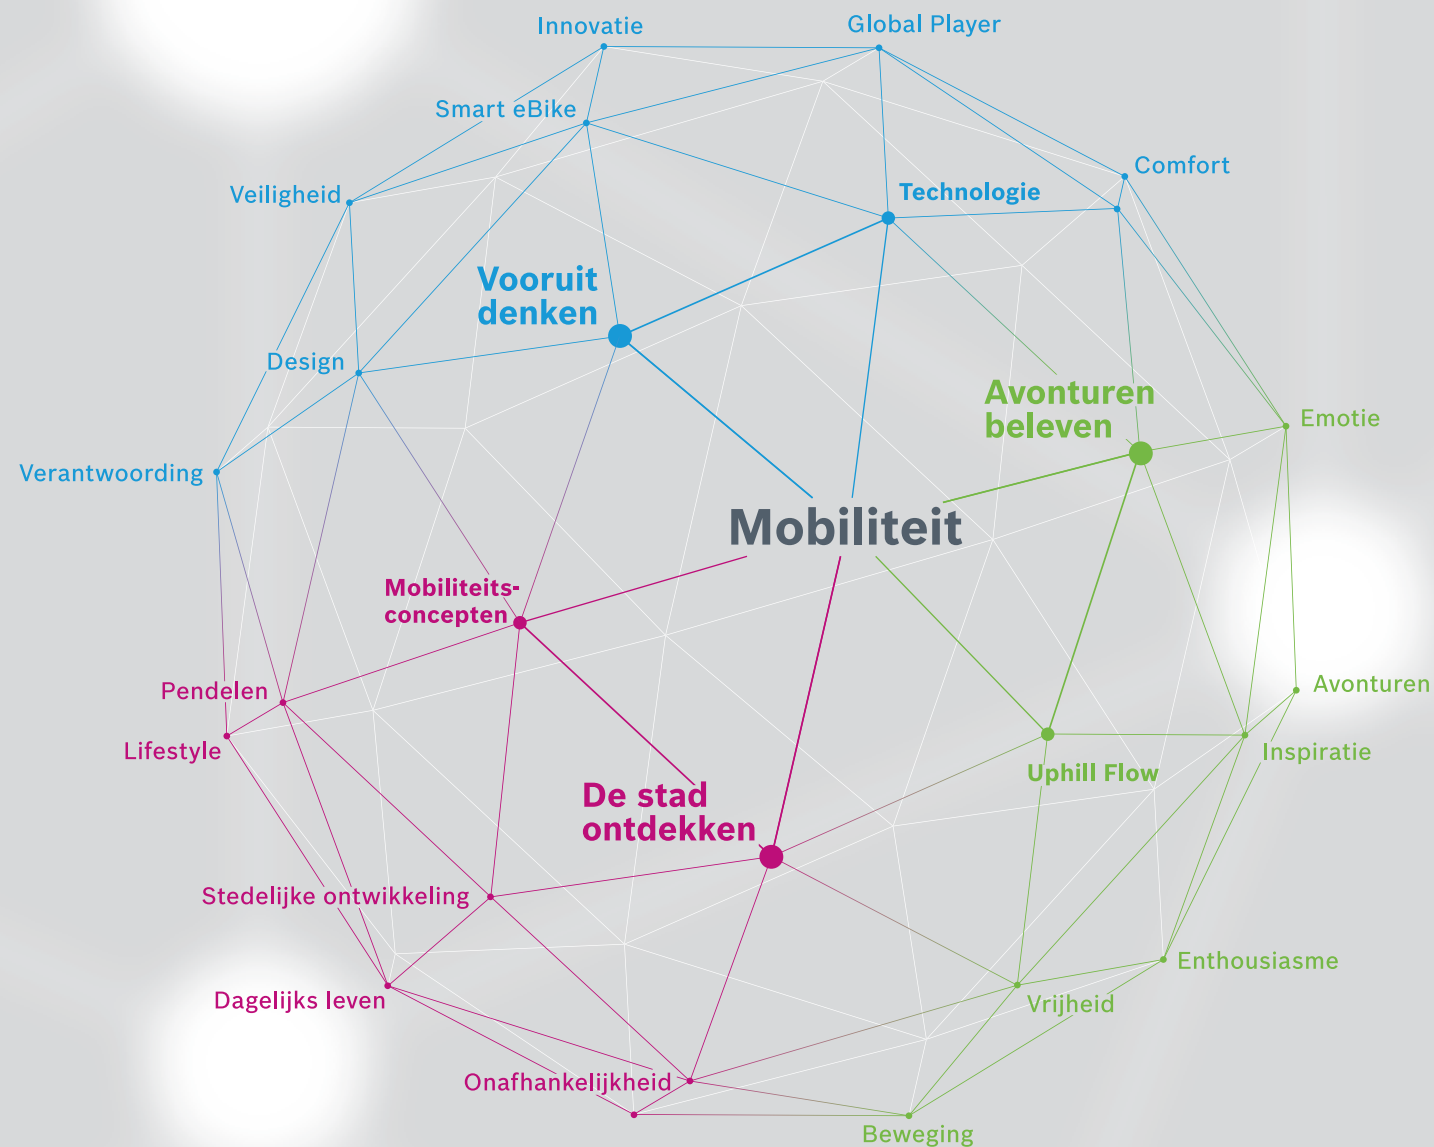 Innovatie
Global Player
Smart eBike
Comfort
Veiligheid
Technologie
Vooruit
denken
Design
Avonturen
beleven
Emotie
Verantwoording
Mobiliteit
Mobiliteits-
concepten
Pendelen
Avonturen
Lifestyle
Inspiratie
Uphill Flow
De stad
ontdekken
Stedelijke ontwikkeling
Enthousiasme
Dagelijks leven
Vrijheid
Onafhankelijkheid
Beweging